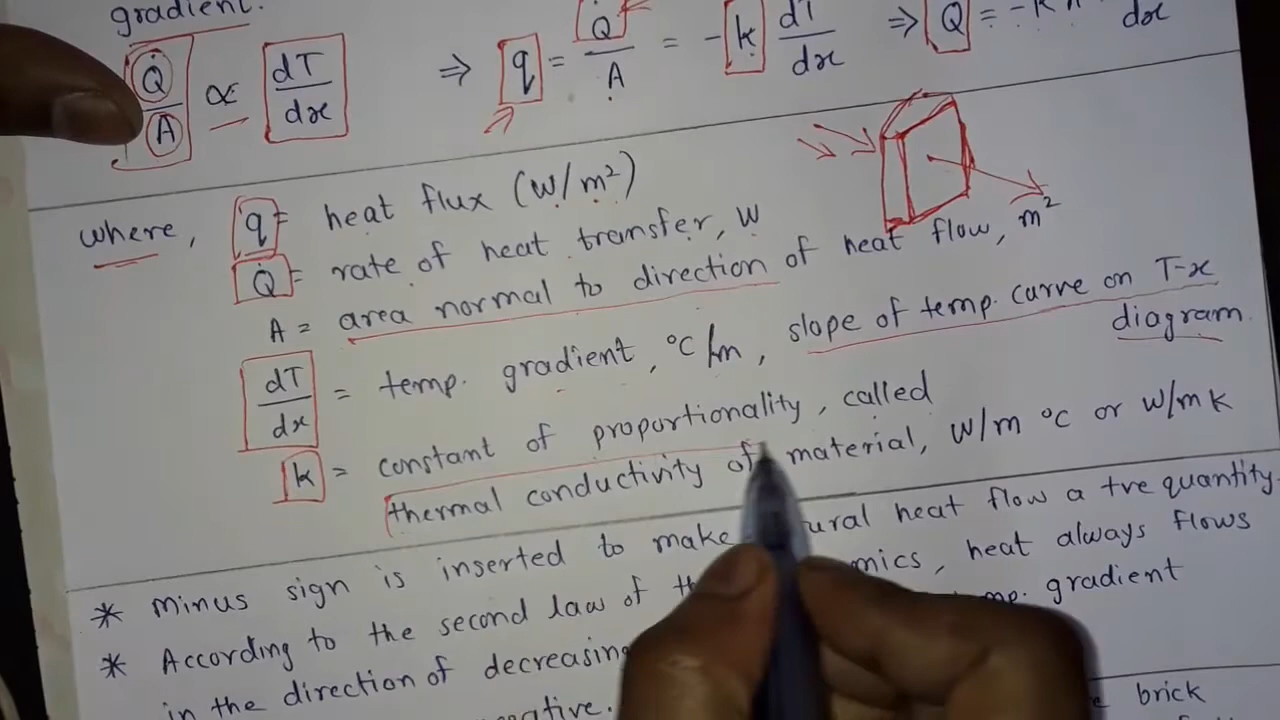 gradient.
Q̇/A ∝ dT/dx ⇒ q = Q̇/A = -k dT/dx ⇒ Q =
where, q = heat flux (W/m²)
Q̇ = rate of heat transfer, W
A = area normal to direction of heat flow, m²
dT/dx = temp. gradient, °C/m, slope of temp. curve on T-x diagram
k = constant of proportionality, called
thermal conductivity of material, W/m °C or W/mk
* Minus sign is inserted to make heat flow a +ve quantity.
* According to the second law of heat always flows
in the direction of decreasing gradient
brick